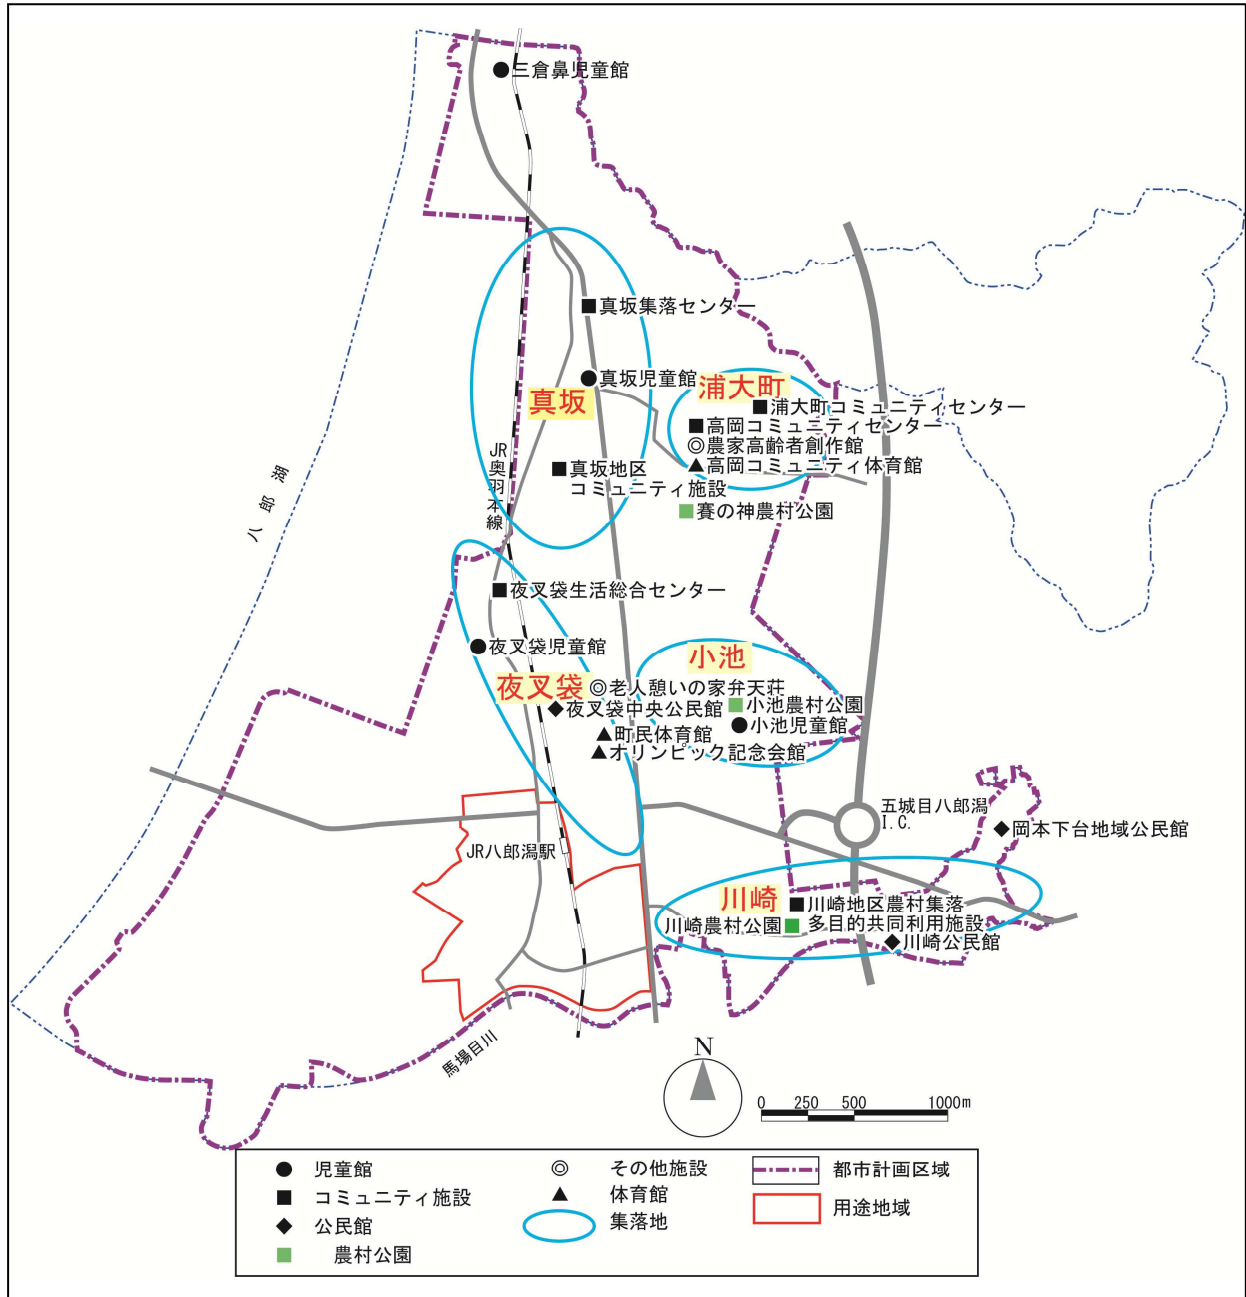 三倉鼻児童館
真坂集落センター
真坂児童館
真坂
浦大町
浦大町コミュニティセンター
高岡コミュニティセンター
農家高齢者創作館
高岡コミュニティ体育館
真坂地区
コミュニティ施設
賽の神農村公園
JR奥羽本線
八郎湖
夜叉袋生活総合センター
夜叉袋児童館
小池
夜叉袋
老人憩いの家弁天荘
夜叉袋中央公民館
小池農村公園
小池児童館
町民体育館
オリンピック記念会館
五城目八郎潟
I.C.
岡本下台地域公民館
JR八郎潟駅
川崎
川崎地区農村集落
多目的共同利用施設
川崎農村公園
川崎公民館
馬場目川
N
0 250 500 1000m
児童館
コミュニティ施設
公民館
農村公園
その他施設
体育館
集落地
都市計画区域
用途地域